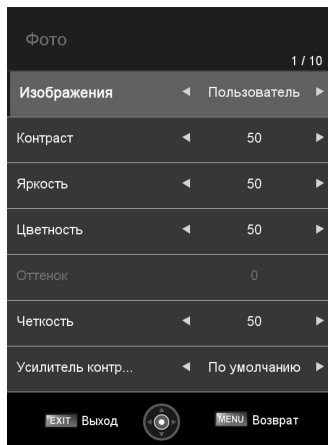 Фото
1 / 10
Изображения Пользователь
Контраст 50
Яркость 50
Цветность 50
Оттенок 0
Четкость 50
Усилитель контр... По умолчанию
EXIT Выход MENU Возврат